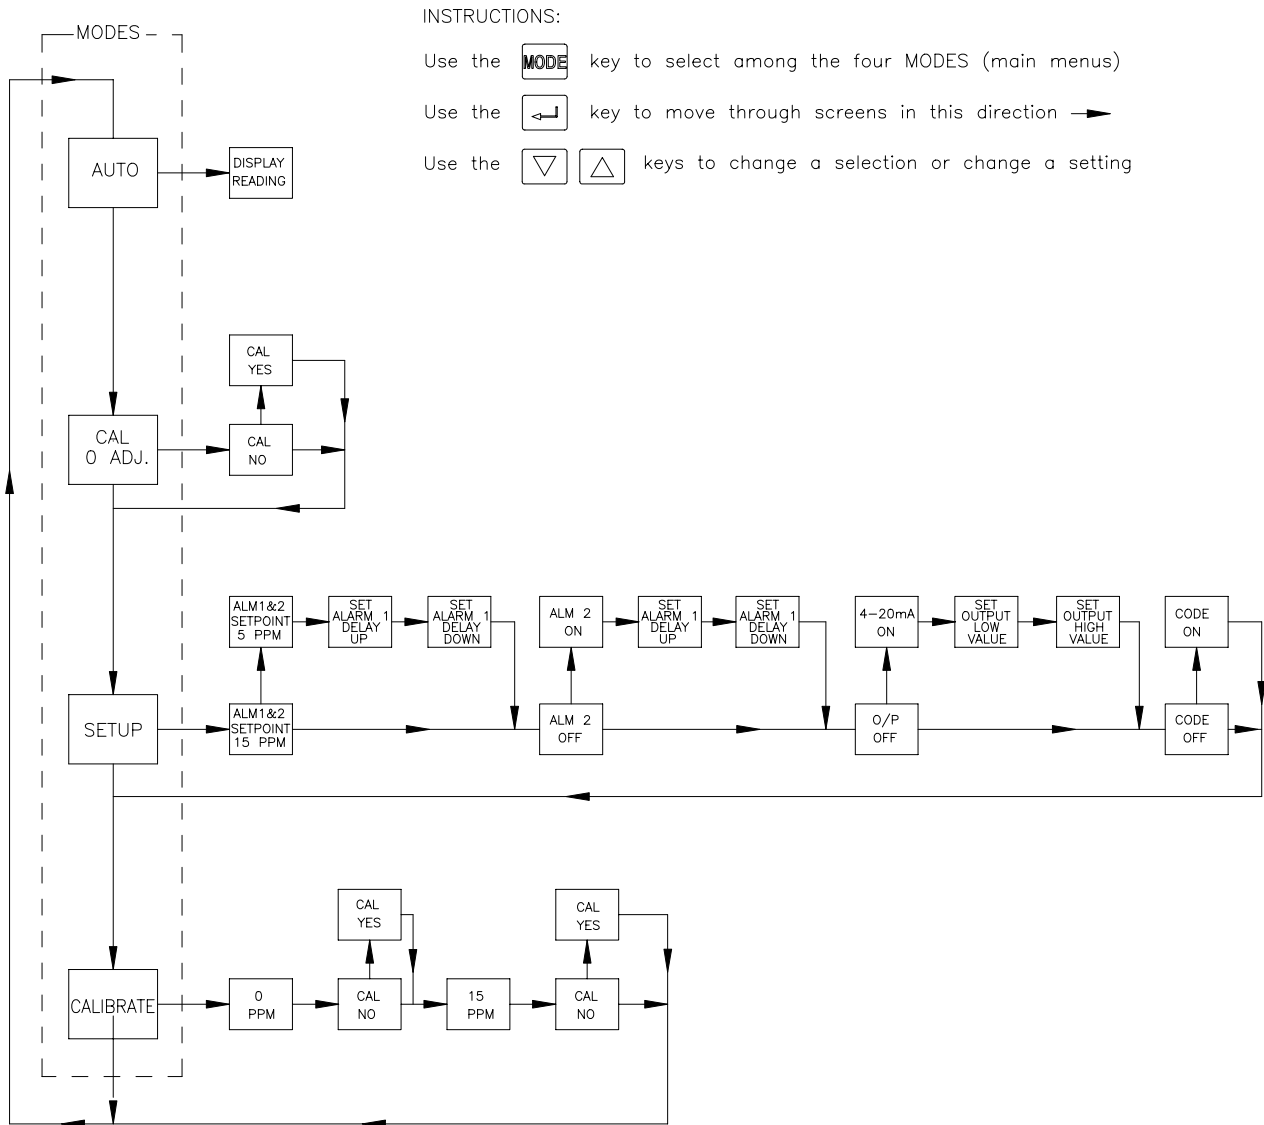 INSTRUCTIONS:
MODES
Use the MODE key to select among the four MODES (main menus)
Use the key to move through screens in this direction
Use the keys to change a selection or change a setting
AUTO
DISPLAY
READING
CAL
YES
CAL
0 ADJ.
CAL
NO
ALM1&2
SETPOINT
5 PPM
SET
ALARM 1
DELAY
UP
SET
ALARM 1
DELAY
DOWN
ALM 2
ON
SET
ALARM 1
DELAY
UP
SET
ALARM 1
DELAY
DOWN
4-20mA
ON
SET
OUTPUT
LOW
VALUE
SET
OUTPUT
HIGH
VALUE
CODE
ON
SETUP
ALM1&2
SETPOINT
15 PPM
ALM 2
OFF
O/P
OFF
CODE
OFF
CAL
YES
CAL
YES
CALIBRATE
0
PPM
CAL
NO
15
PPM
CAL
NO